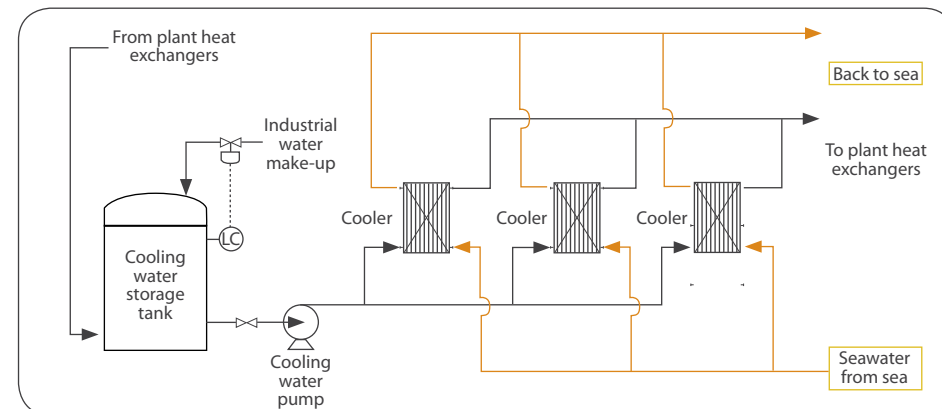 From plant heat
exchangers
Back to sea
Industrial
water
make-up
To plant heat
exchangers
Cooler
Cooler
Cooler
LC
Cooling
water
storage
tank
Cooling
water
pump
Seawater
from sea